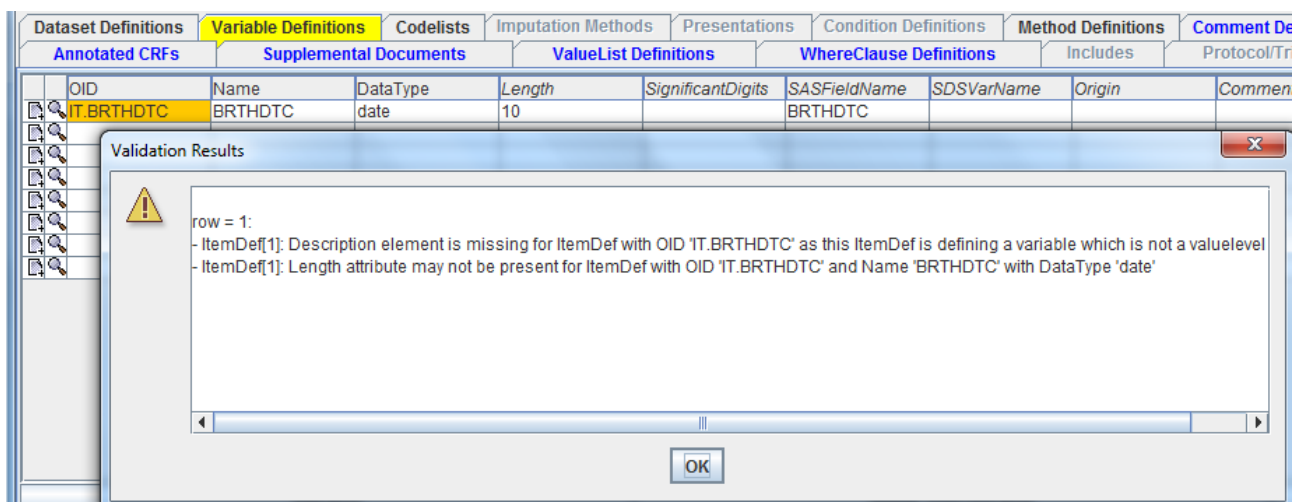 Dataset Definitions Variable Definitions Codelists Imputation Methods Presentations Condition Definitions Method Definitions Comment De
Annotated CRFs Supplemental Documents ValueList Definitions WhereClause Definitions Includes Protocol/Tri
OID Name DataType Length SignificantDigits SASFieldName SDSVarName Origin Commen
IT.BRTHDTC BRTHDTC date 10 BRTHDTC
Validation Results
row = 1:
- ItemDef[1]: Description element is missing for ItemDef with OID 'IT.BRTHDTC' as this ItemDef is defining a variable which is not a valuelevel
- ItemDef[1]: Length attribute may not be present for ItemDef with OID 'IT.BRTHDTC' and Name 'BRTHDTC' with DataType 'date'
OK